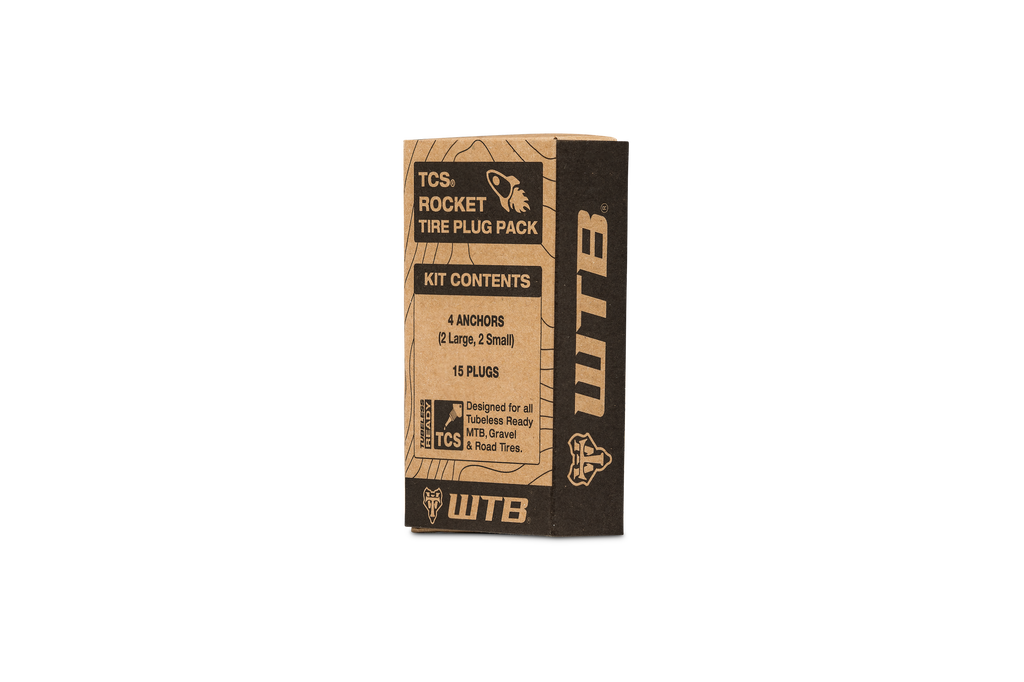 TCS®
ROCKET
TIRE PLUG PACK
KIT CONTENTS
4 ANCHORS
(2 Large, 2 Small)
15 PLUGS
TUBELESS
READY
TCS
Designed for all
Tubeless Ready
MTB, Gravel
& Road Tires.
WTB
WTB®